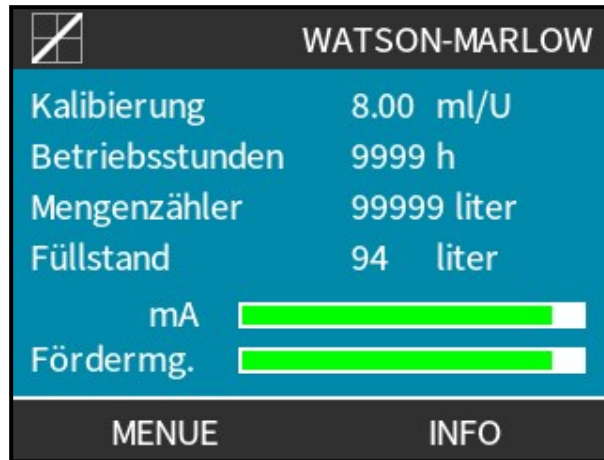 WATSON-MARLOW
Kalibierung 8.00 ml/U
Betriebsstunden 9999 h
Mengenzähler 99999 liter
Füllstand 94 liter
mA
Fördermg.
MENUE INFO